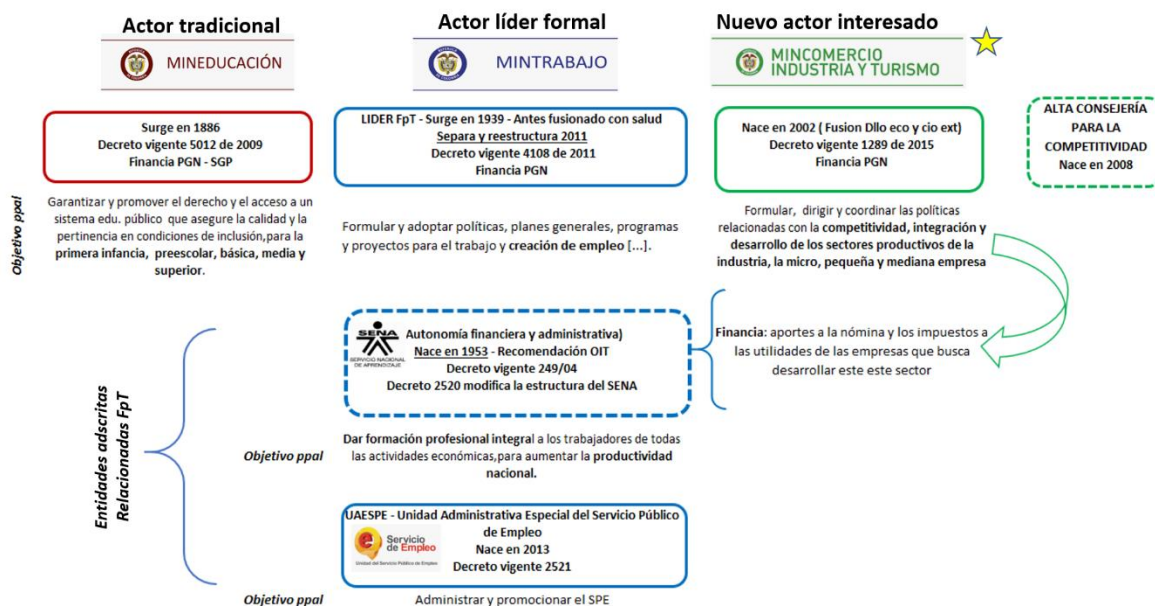 Actor tradicional
Actor líder formal
Nuevo actor interesado
MINEDUCACIÓN
MINTRABAJO
MINCOMERCIO
INDUSTRIA Y TURISMO
Surge en 1886
Decreto vigente 5012 de 2009
Financia PGN - SGP
LIDER FpT - Surge en 1939 - Antes fusionado con salud
Separa y reestructura 2011
Decreto vigente 4108 de 2011
Financia PGN
Nace en 2002 ( Fusion Dllo eco y cio ext)
Decreto vigente 1289 de 2015
Financia PGN
ALTA CONSEJERÍA
PARA LA
COMPETITIVIDAD
Nace en 2008
Objetivo ppal
Garantizar y promover el derecho y el acceso a un
sistema edu. público que asegure la calidad y la
pertinencia en condiciones de inclusión,para la
primera infancia, preescolar, básica, media y
superior.
Formular y adoptar políticas, planes generales, programas
y proyectos para el trabajo y creación de empleo [...].
Formular, dirigir y coordinar las políticas
relacionadas con la competitividad, integración y
desarrollo de los sectores productivos de la
industria, la micro, pequeña y mediana empresa
Entidades adscritas
Relacionadas FpT
SENA
SERVICIO NACIONAL
DE APRENDIZAJE
Autonomía financiera y administrativa)
Nace en 1953 - Recomendación OIT
Decreto vigente 249/04
Decreto 2520 modifica la estructura del SENA
Financia: aportes a la nómina y los impuestos a
las utilidades de las empresas que busca
desarrollar este este sector
Objetivo ppal
Dar formación profesional integral a los trabajadores de todas
las actividades económicas,para aumentar la productividad
nacional.
UAESPE - Unidad Administrativa Especial del Servicio Público
de Empleo
Nace en 2013
Decreto vigente 2521
Servicio
de Empleo
Unidad del Servicio Público de Empleo
Objetivo ppal
Administrar y promocionar el SPE